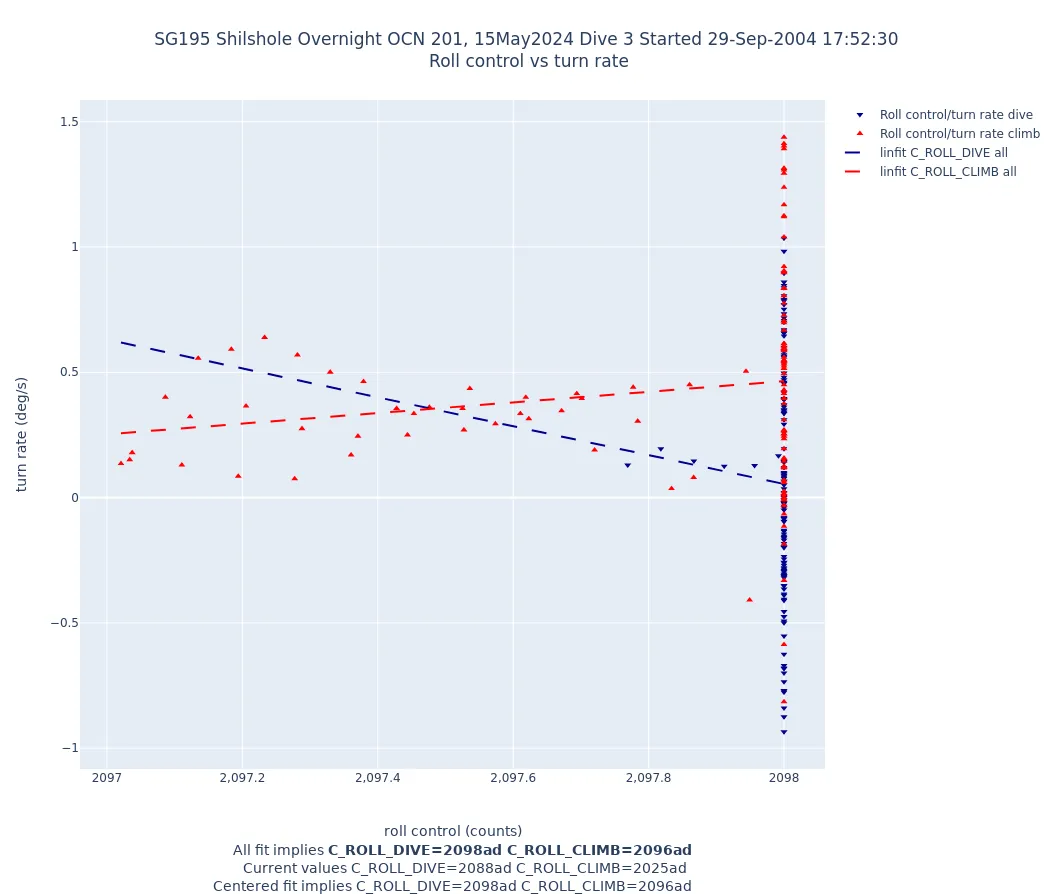 SG195 Shilshole Overnight OCN 201, 15May2024 Dive 3 Started 29-Sep-2004 17:52:30
Roll control vs turn rate
Roll control/turn rate dive
Roll control/turn rate climb
linfit C_ROLL_DIVE all
linfit C_ROLL_CLIMB all
turn rate (deg/s)
1.5
1
0.5
0
−0.5
−1
2097
2,097.2
2,097.4
2,097.6
2,097.8
2098
roll control (counts)
All fit implies C_ROLL_DIVE=2098ad C_ROLL_CLIMB=2096ad
Current values C_ROLL_DIVE=2088ad C_ROLL_CLIMB=2025ad
Centered fit implies C_ROLL_DIVE=2098ad C_ROLL_CLIMB=2096ad